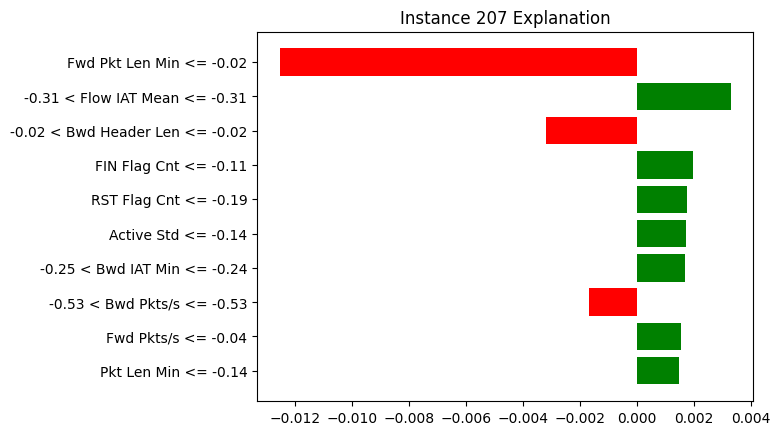 Instance 207 Explanation
Fwd Pkt Len Min <= -0.02
-0.31 < Flow IAT Mean <= -0.31
-0.02 < Bwd Header Len <= -0.02
FIN Flag Cnt <= -0.11
RST Flag Cnt <= -0.19
Active Std <= -0.14
-0.25 < Bwd IAT Min <= -0.24
-0.53 < Bwd Pkts/s <= -0.53
Fwd Pkts/s <= -0.04
Pkt Len Min <= -0.14
−0.012 −0.010 −0.008 −0.006 −0.004 −0.002 0.000 0.002 0.004